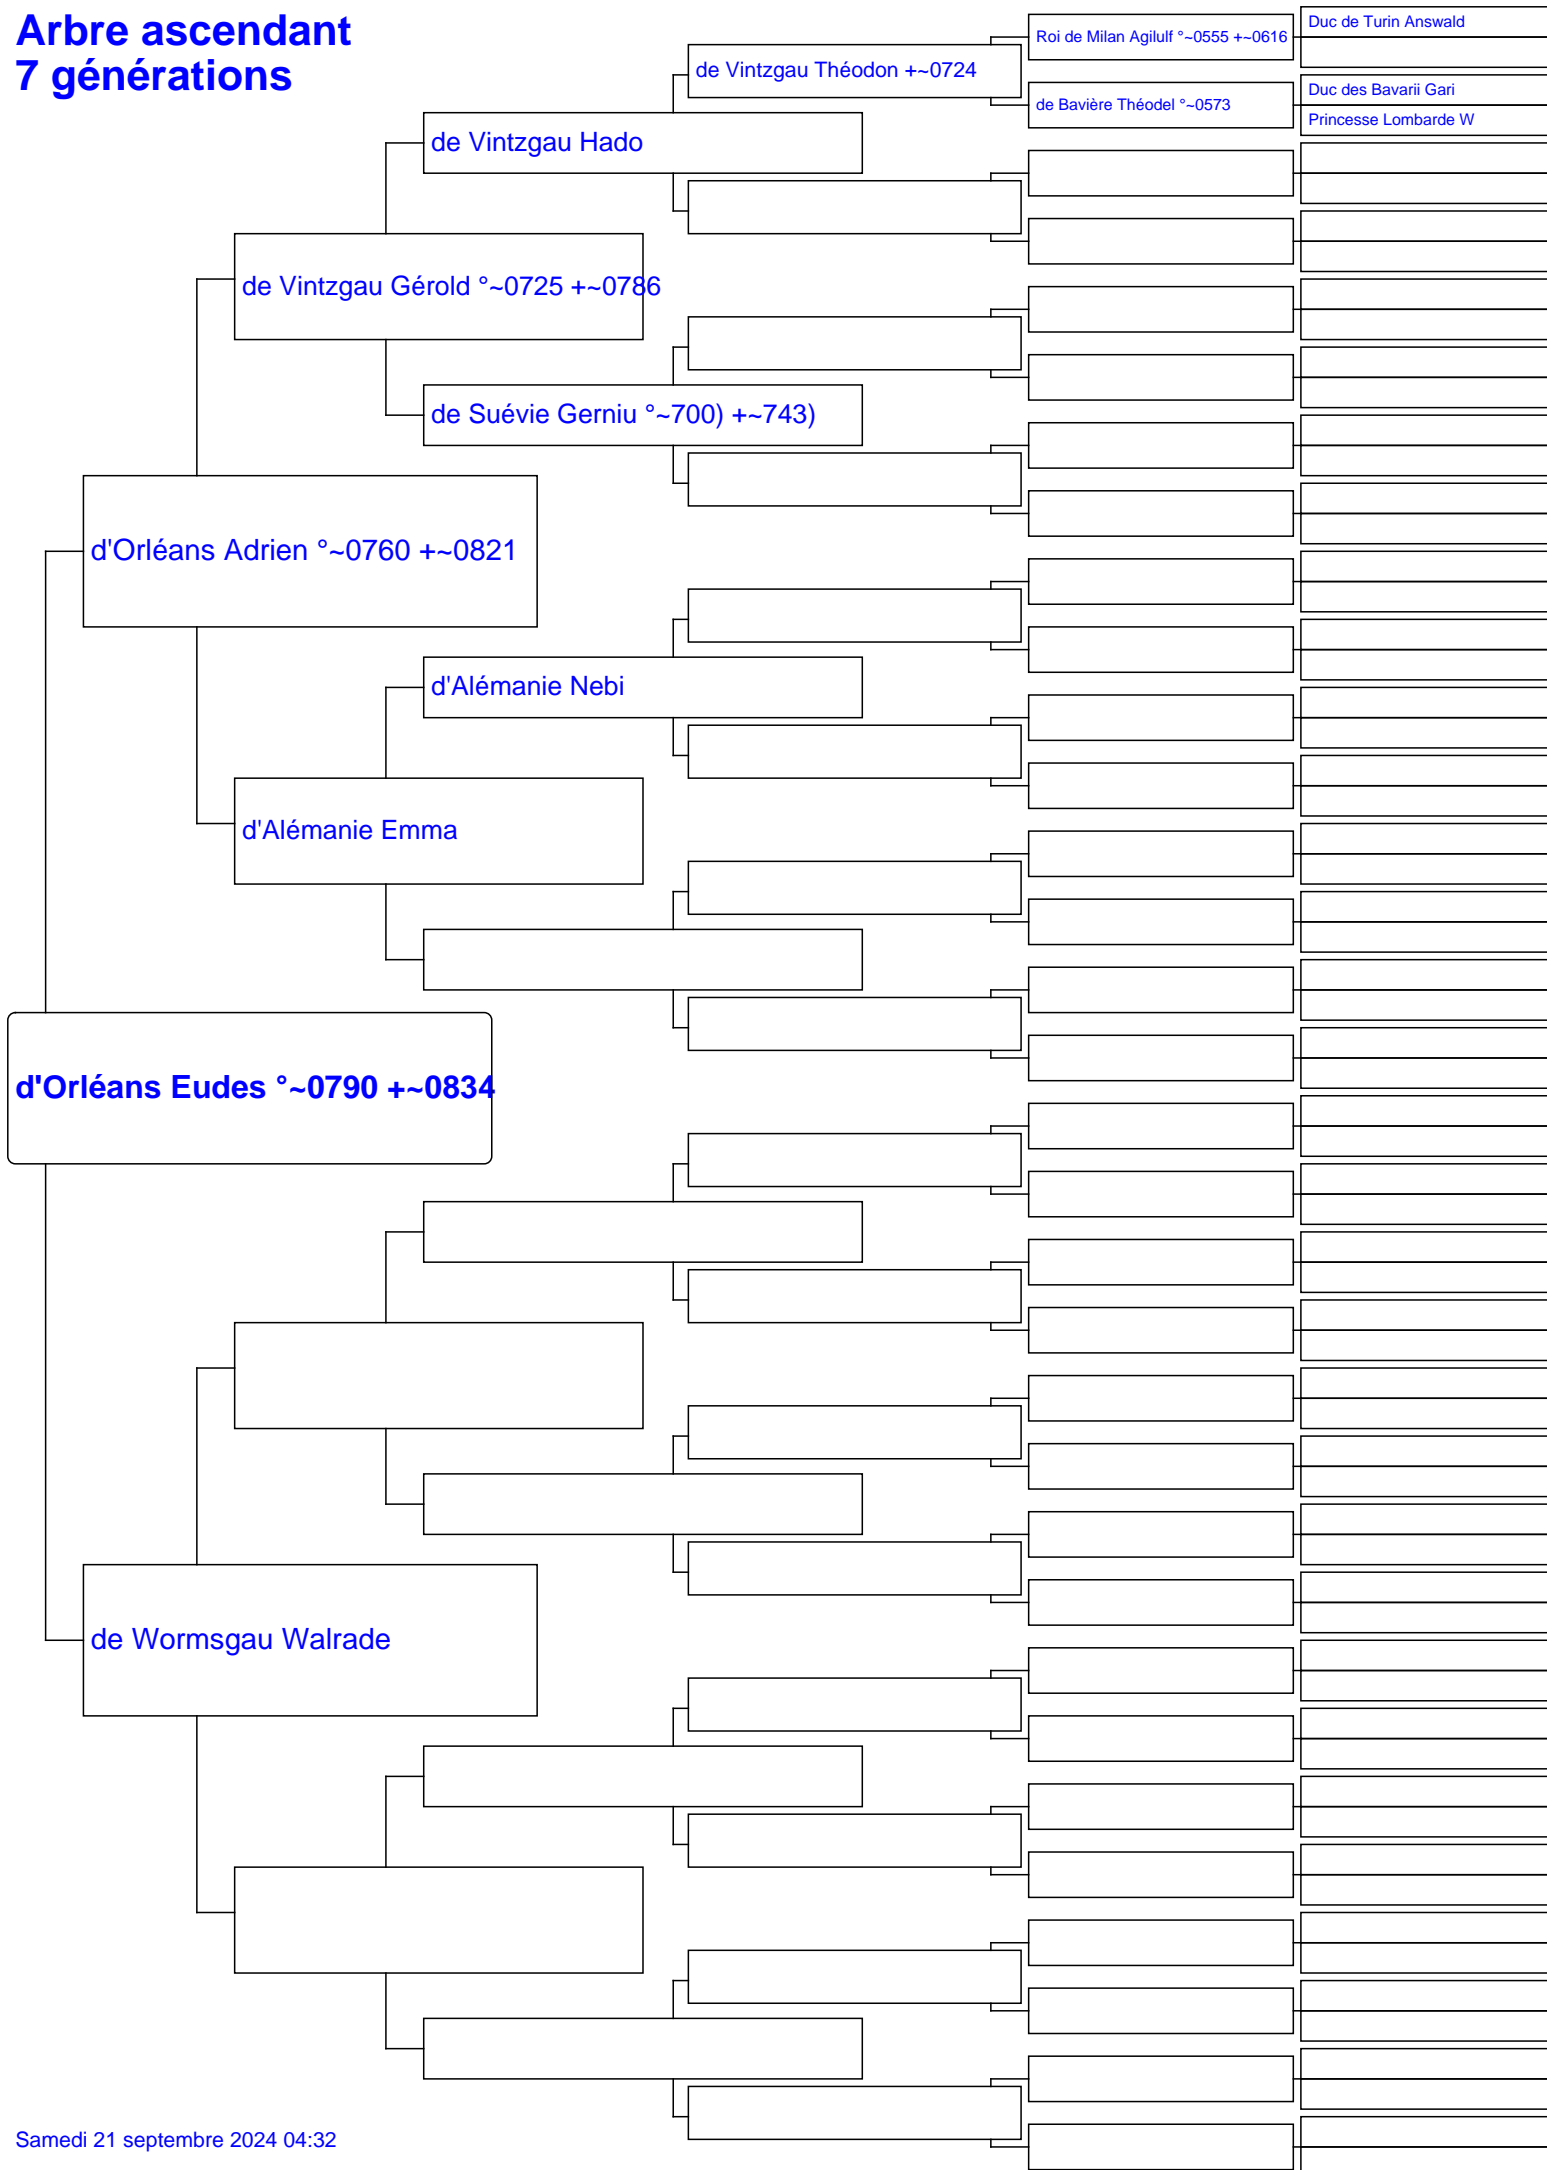 Arbre ascendant
7 générations
Duc de Turin Answald
Roi de Milan Agilulf °~0555 +~0616
de Vintzgau Théodon +~0724
Duc des Bavarii Gari
de Bavière Théodel °~0573
Princesse Lombarde W
de Vintzgau Hado
de Vintzgau Gérold °~0725 +~0786
de Suévie Gerniu °~700) +~743)
d'Orléans Adrien °~0760 +~0821
d'Alémanie Nebi
d'Alémanie Emma
d'Orléans Eudes °~0790 +~0834
de Wormsgau Walrade
Samedi 21 septembre 2024 04:32